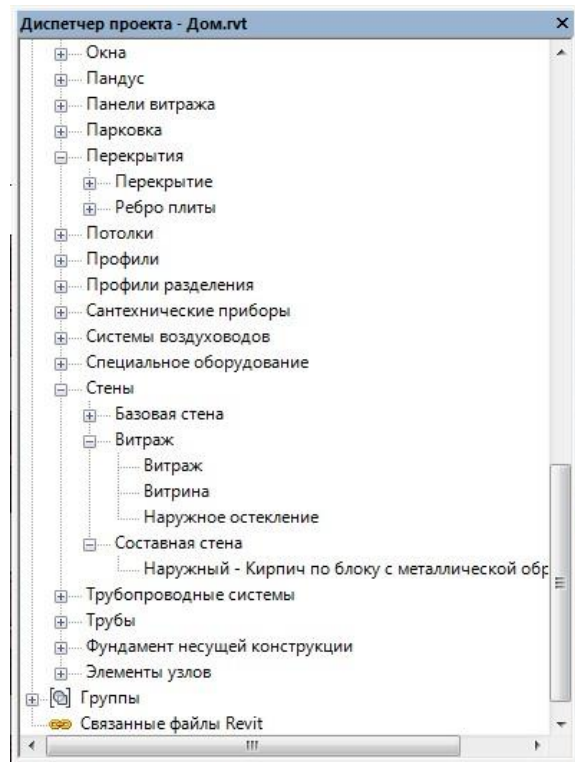 Диспетчер проекта - Дом.rvt
Окна
Пандус
Панели витража
Парковка
Перекрытия
Перекрытие
Ребро плиты
Потолки
Профили
Профили разделения
Сантехнические приборы
Системы воздуховодов
Специальное оборудование
Стены
Базовая стена
Витраж
Витраж
Витрина
Наружное остекление
Составная стена
Наружный - Кирпич по блоку с металлической обр
Трубопроводные системы
Трубы
Фундамент несущей конструкции
Элементы узлов
Группы
Связанные файлы Revit